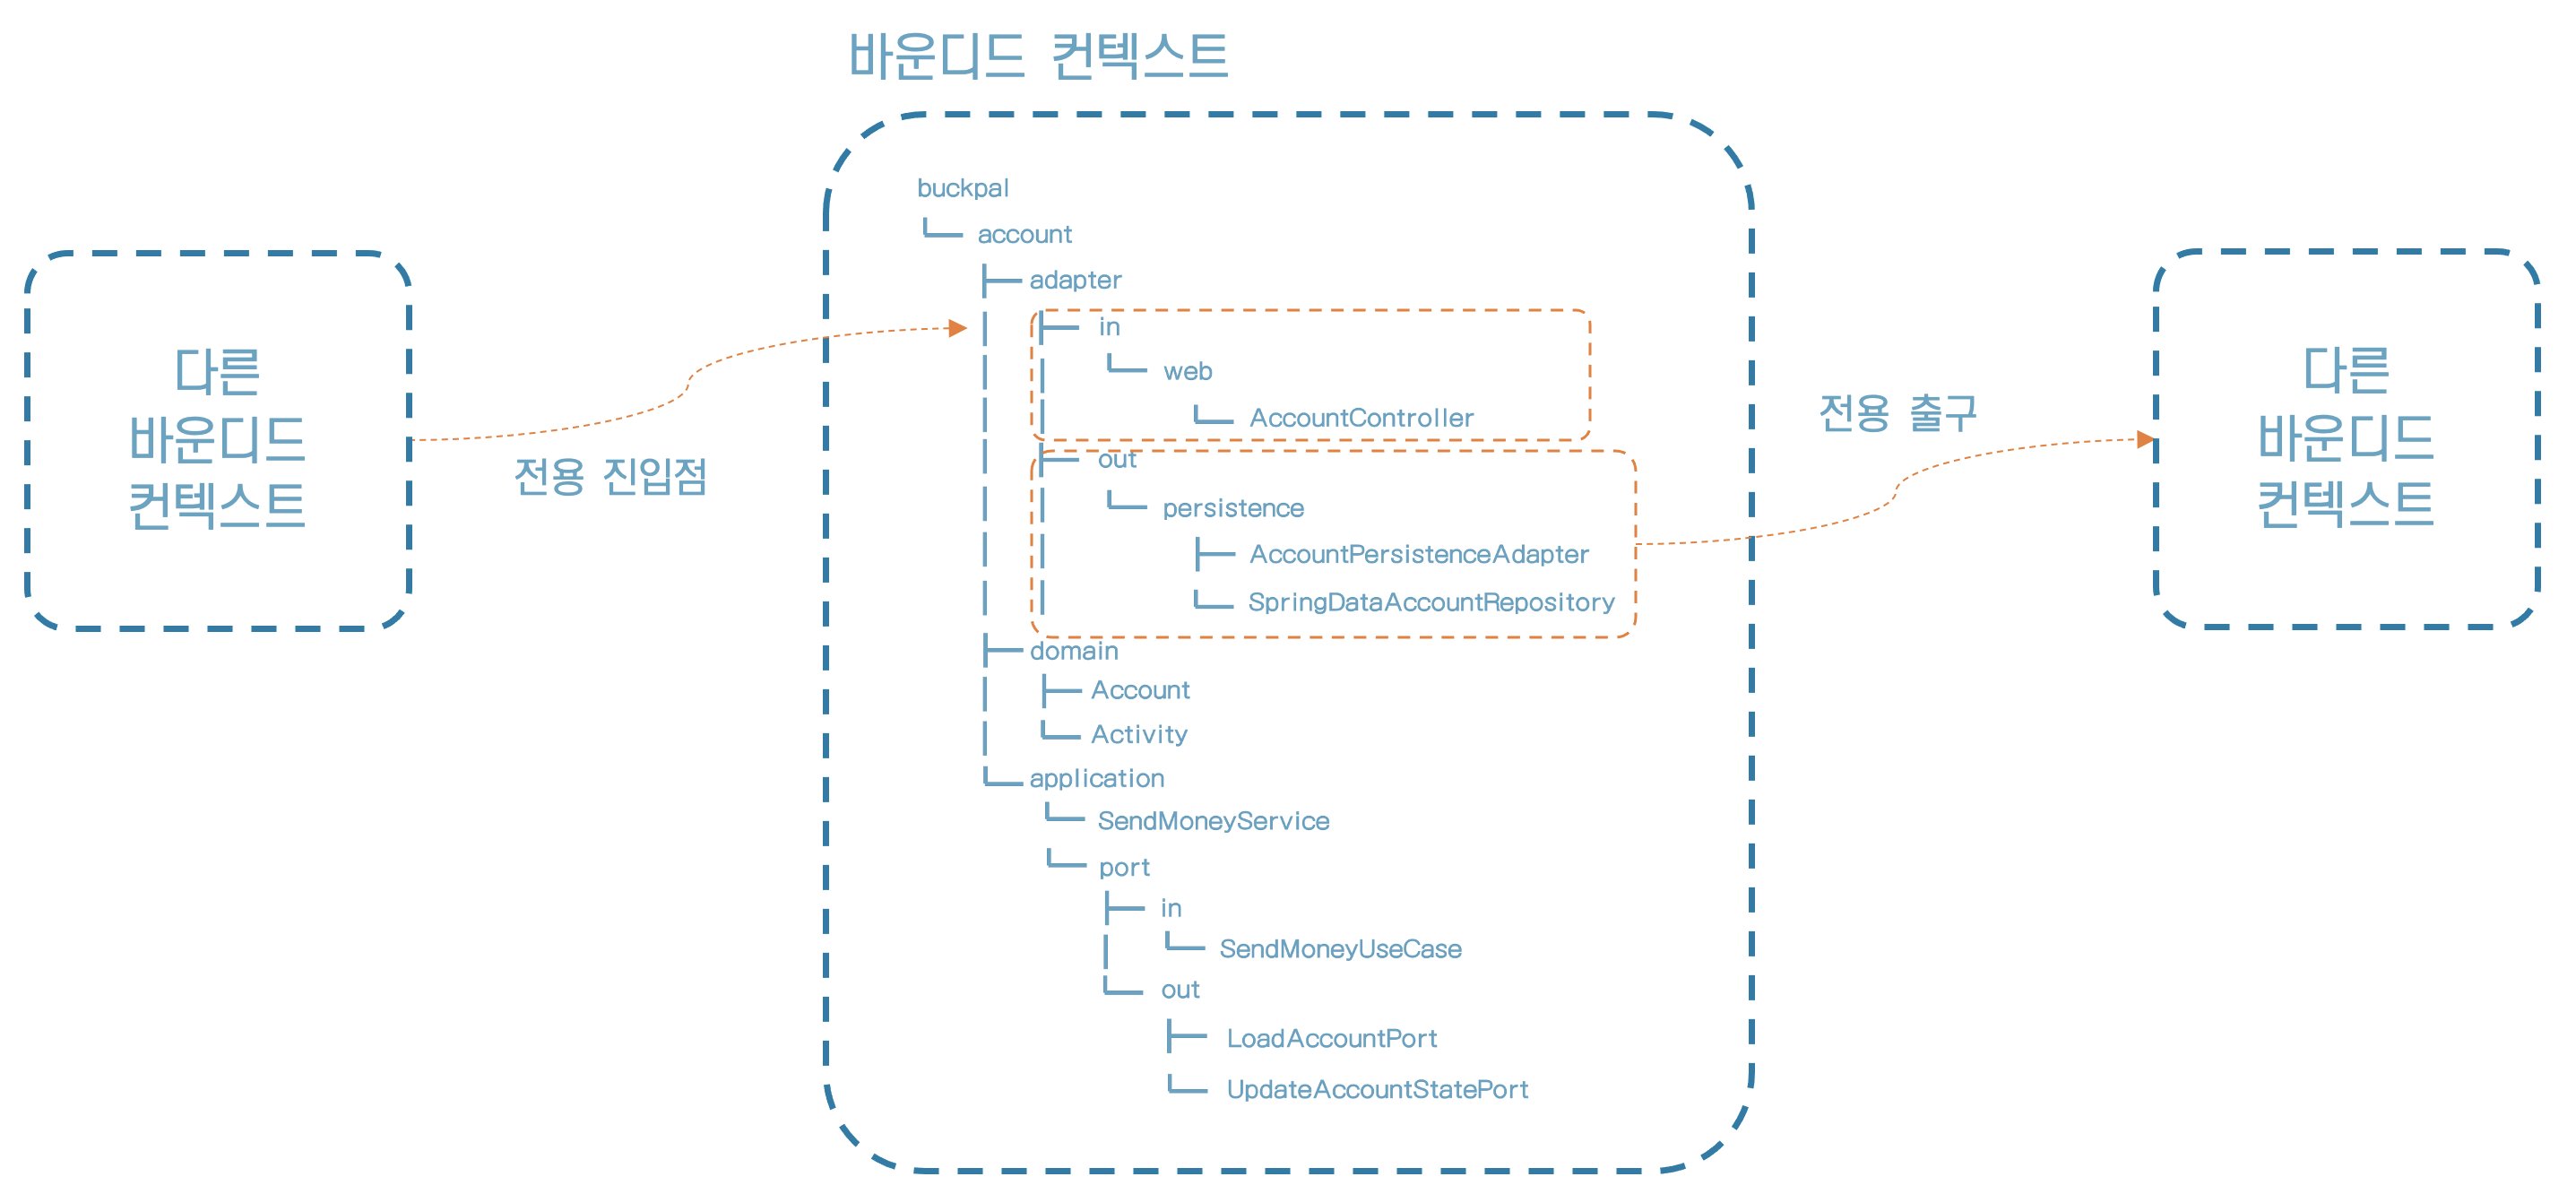 바운디드 컨텍스트
다른
바운디드
컨텍스트
전용 진입점
buckpal
account
adapter
in
web
AccountController
out
persistence
AccountPersistenceAdapter
SpringDataAccountRepository
domain
Account
Activity
application
SendMoneyService
port
in
SendMoneyUseCase
out
LoadAccountPort
UpdateAccountStatePort
전용 출구
다른
바운디드
컨텍스트